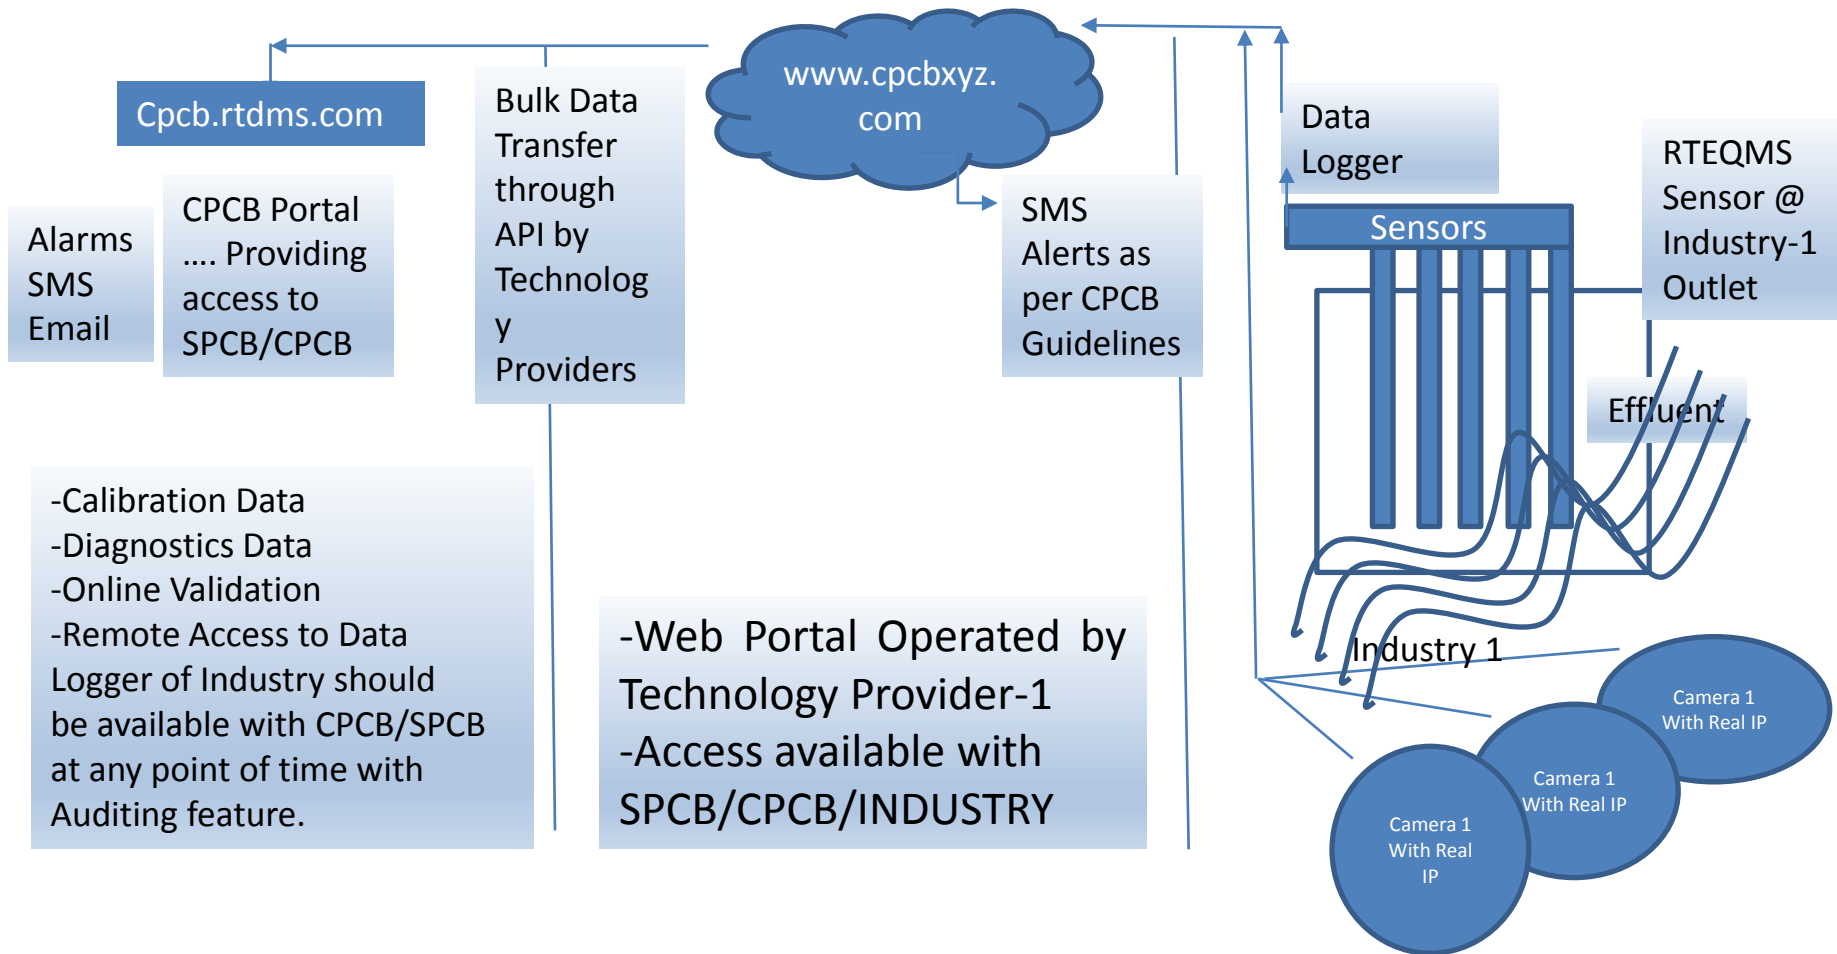 www.cpcbxyz.
com
Cpcb.rtdms.com
Bulk Data
Transfer
through
API by
Technolog
y
Providers
Data
Logger
RTEQMS
Sensor @
Industry-1
Outlet
Alarms
SMS
Email
CPCB Portal
.... Providing
access to
SPCB/CPCB
SMS
Alerts as
per CPCB
Guidelines
Sensors
Effluent
-Calibration Data
-Diagnostics Data
-Online Validation
-Remote Access to Data
Logger of Industry should
be available with CPCB/SPCB
at any point of time with
Auditing feature.
-Web Portal Operated by
Technology Provider-1
-Access available with
SPCB/CPCB/INDUSTRY
Industry 1
Camera 1
With Real IP
Camera 1
With Real IP
Camera 1
With Real
IP